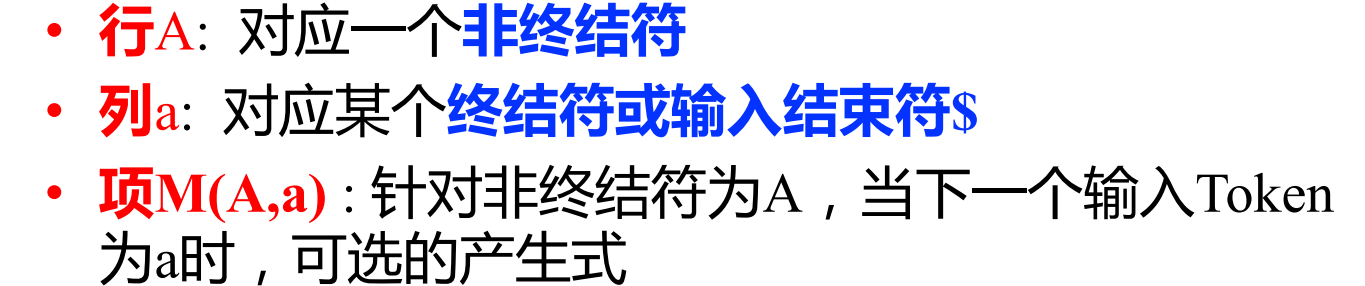 • 行A: 对应一个非终结符
• 列a: 对应某个终结符或输入结束符$
• 项M(A,a) : 针对非终结符为A，当下一个输入Token
为a时，可选的产生式